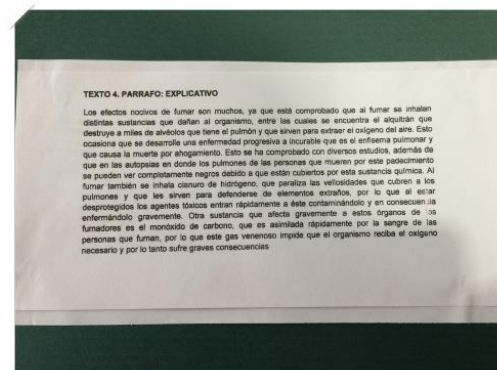 TEXTO 4. PARRAFO: EXPLICATIVO
Los efectos nocivos de fumar son muchos, ya que está comprobado que al fumar se inhalan
distintas sustancias que dañan al organismo, entre las cuales se encuentra el alquitrán que
destruye a miles de alvéolos que tiene el pulmón y que sirven para extraer el oxígeno del aire. Esto
ocasiona que se desarrolle una enfermedad progresiva a incurable que es el enfisema pulmonar y
que causa la muerte por ahogamiento. Esto se ha comprobado con diversos estudios, además de
que en las autopsias en donde los pulmones de las personas que mueren por este padecimiento
se pueden ver completamente negros debido a que están cubiertos por esta sustancia química. Al
fumar también se inhala cianuro de hidrógeno, que paraliza las vellosidades que cubren a los
pulmones y que les sirven para defenderse de elementos extraños, por lo que al estar
desprotegidos los agentes tóxicos entran rápidamente a éste contaminándolo y en consecuencia
enfermándolo gravemente. Otra sustancia que afecta gravemente a estos órganos de los
fumadores es el monóxido de carbono, que es asimilada rápidamente por la sangre de las
personas que fuman, por lo que este gas venenoso impide que el organismo reciba el oxígeno
necesario y por lo tanto sufre graves consecuencias